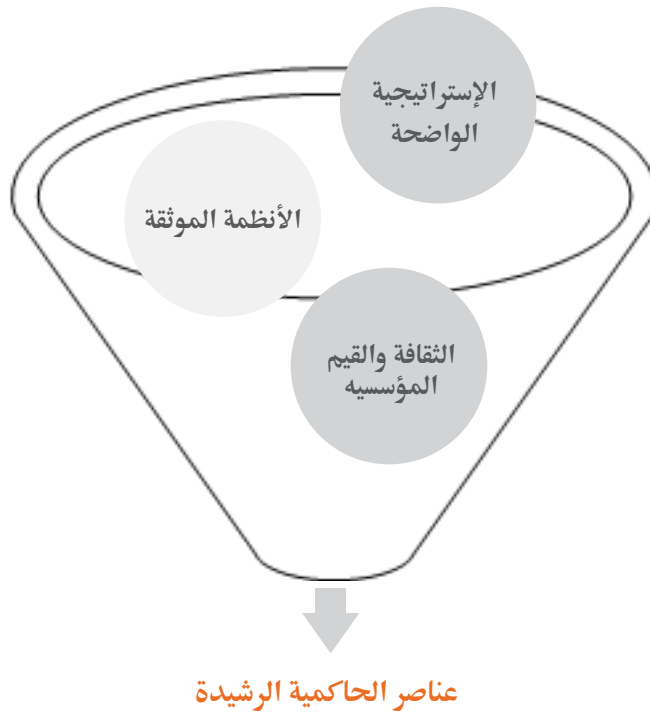 الإستراتيجية
الواضحة
الأنظمة الموثقة
الثقافة والقيم
المؤسسيه
عناصر الحاكمية الرشيدة